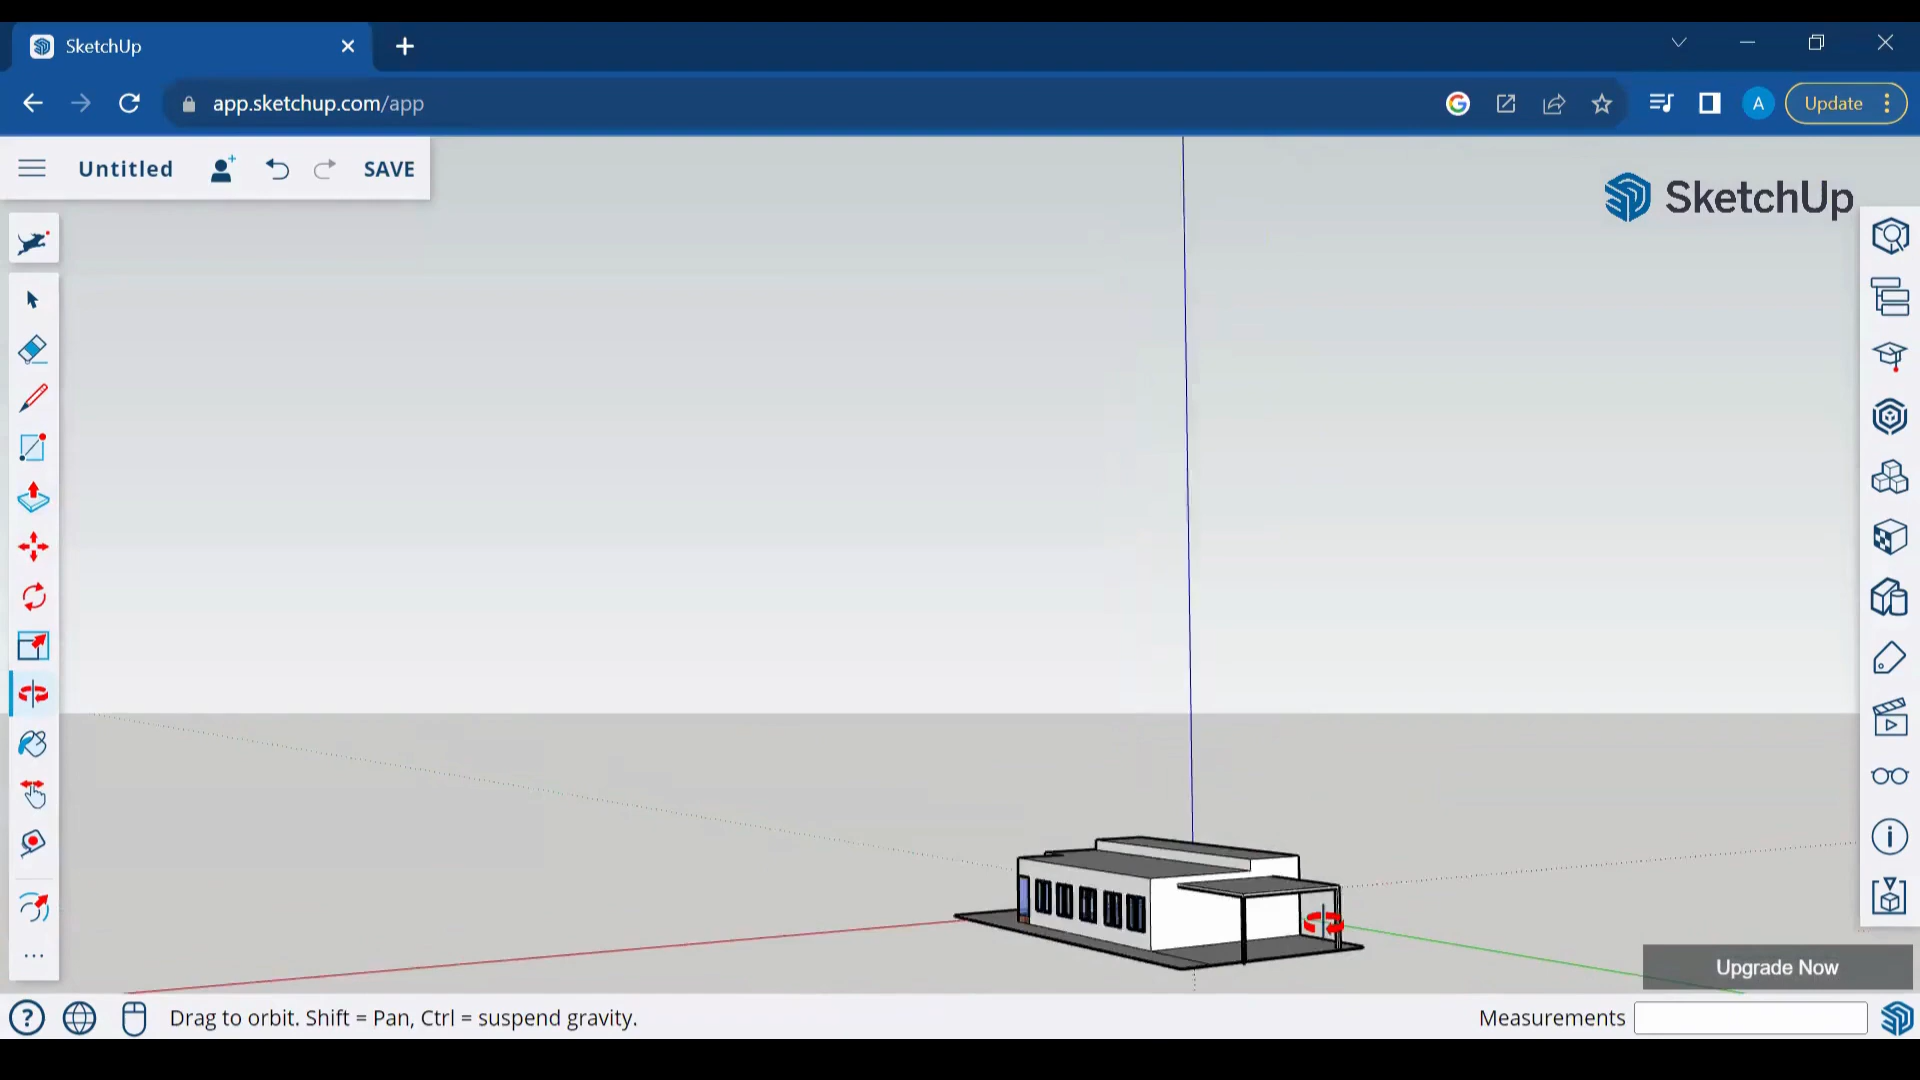 SketchUp
app.sketchup.com/app
A
Update
Untitled
SAVE
SketchUp
Upgrade Now
Drag to orbit. Shift = Pan, Ctrl = suspend gravity.
Measurements